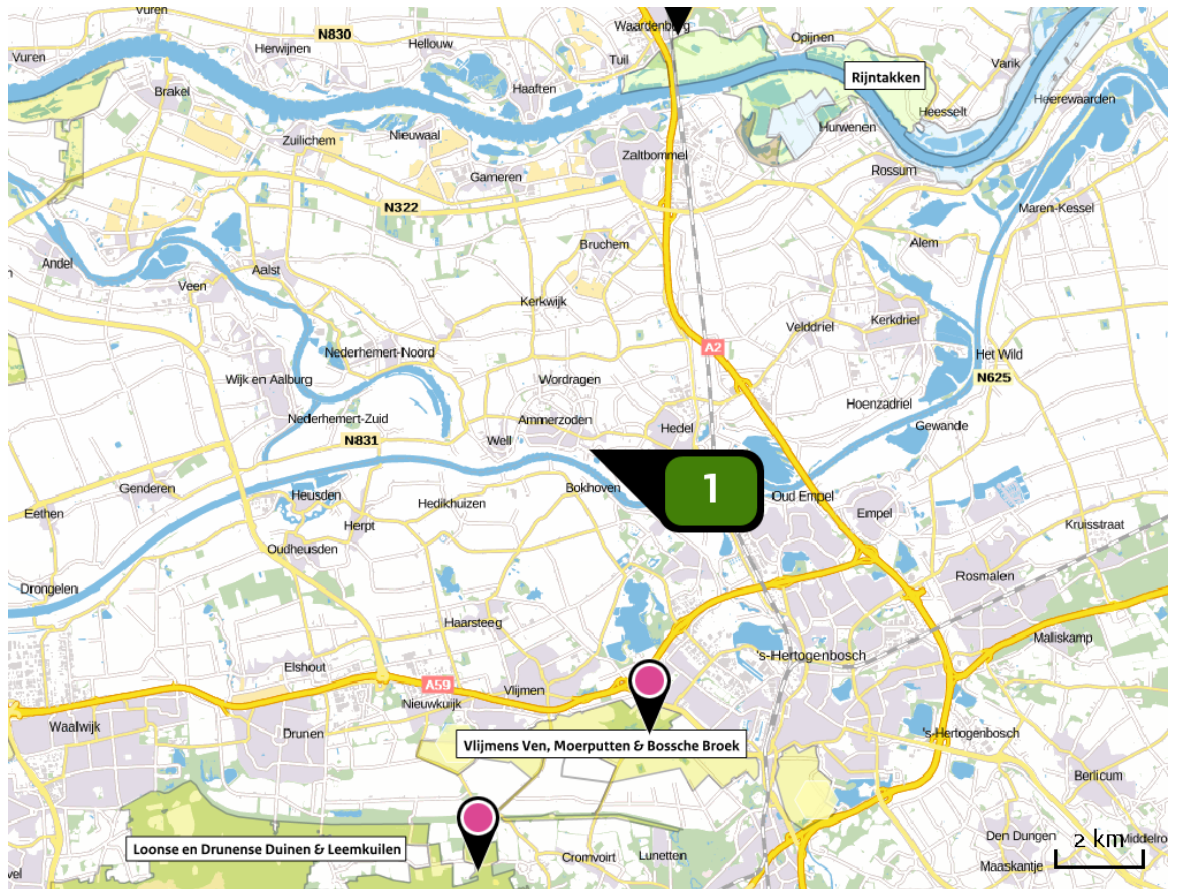 Vuren
N830
Waardenburg
Opijnen
Herwijnen
Hellouw
Tuil
Vuren
Varik
Rijntakken
Brakel
Haaften
Heerewaarden
Heesselt
Zuilichem
Nieuwaal
Hurwenen
Zaltbommel
Gameren
Rossum
N322
Maren-Kessel
Bruchem
Alem
Andel
Aalst
Veen
Kerkwijk
Velddriel
Kerkdriel
A2
Nederhemert-Noord
Het Wild
Wijk en Aalburg
Wordragen
N625
Hoenzadriel
Nederhemert-Zuid
Ammerzoden
Hedel
Gewande
N831
Well
Genderen
Bokhoven
1
Heusden
Oud Empel
Hedikhuizen
Eethen
Herpt
Empel
Kruisstraat
Oudheusden
Rosmalen
Drongelen
Haarsteeg
Maliskamp
's-Hertogenbosch
Elshout
A59
Vlijmen
Nieuwkuijk
Waalwijk
Drunen
's-Hertogenbosch
Vlijmens Ven, Moerputten & Bossche Broek
Berlicum
Den Dungen
2 km
Middelro
Loonse en Drunense Duinen & Leemkuilen
Cromvoirt
Lunetten
Maaskantje
vel